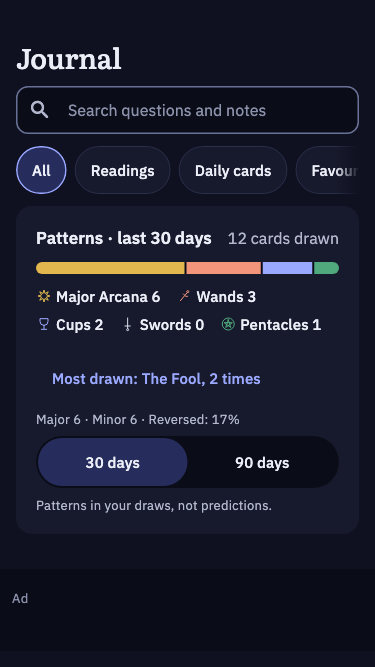 Journal
Search questions and notes
All Readings Daily cards Favour
Patterns · last 30 days 12 cards drawn
Major Arcana 6 Wands 3
Cups 2 Swords 0 Pentacles 1
Most drawn: The Fool, 2 times
Major 6 · Minor 6 · Reversed: 17%
30 days 90 days
Patterns in your draws, not predictions.
Ad